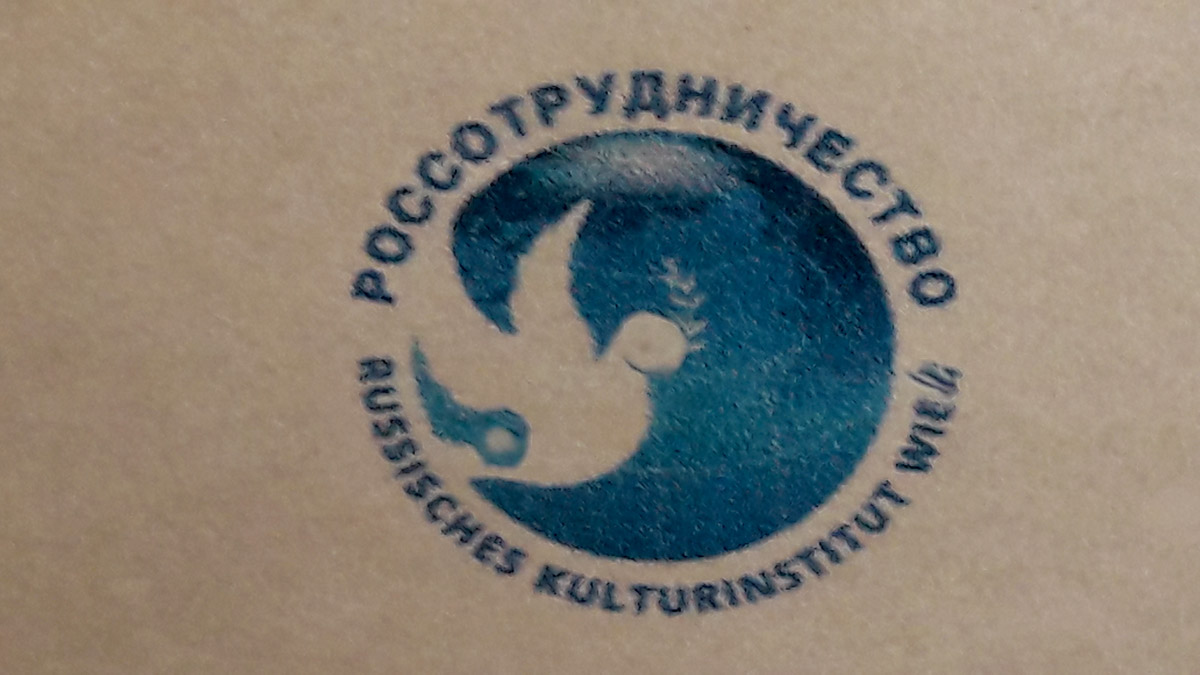 РОССОТРУДНИЧЕСТВО
RUSSISCHES KULTURINSTITUT WIEN